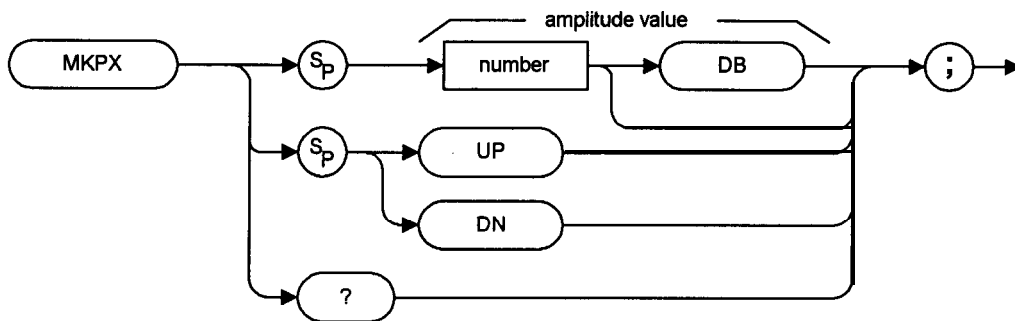 amplitude value
MKPX SP number DB ;
SP UP
DN
?